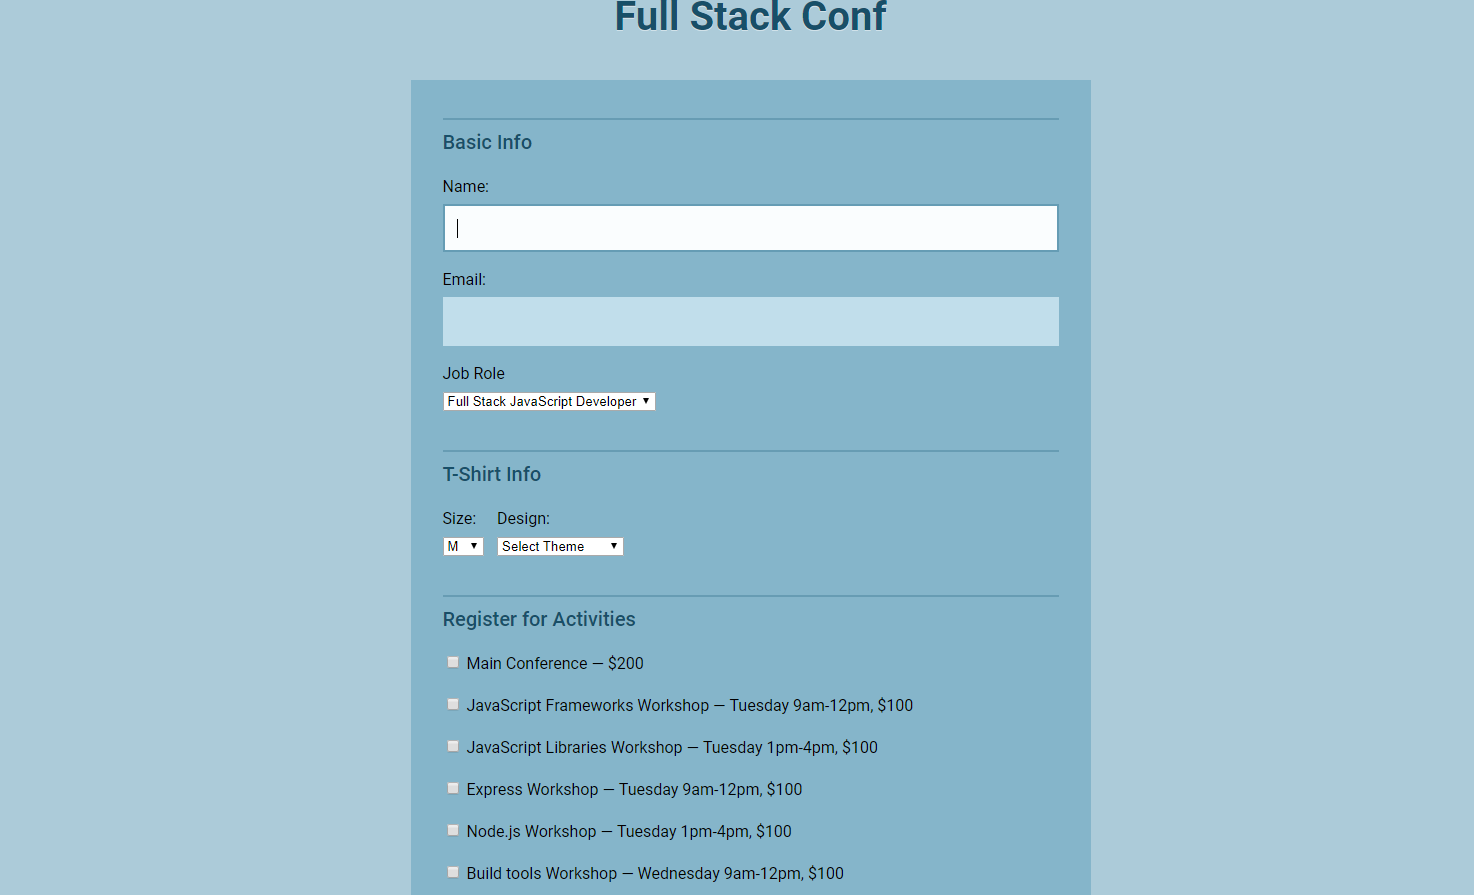 Full Stack Conf
Basic Info
Name:
Email:
Job Role
Full Stack JavaScript Developer
T-Shirt Info
Size: Design:
M Select Theme
Register for Activities
Main Conference — $200
JavaScript Frameworks Workshop — Tuesday 9am-12pm, $100
JavaScript Libraries Workshop — Tuesday 1pm-4pm, $100
Express Workshop — Tuesday 9am-12pm, $100
Node.js Workshop — Tuesday 1pm-4pm, $100
Build tools Workshop — Wednesday 9am-12pm, $100